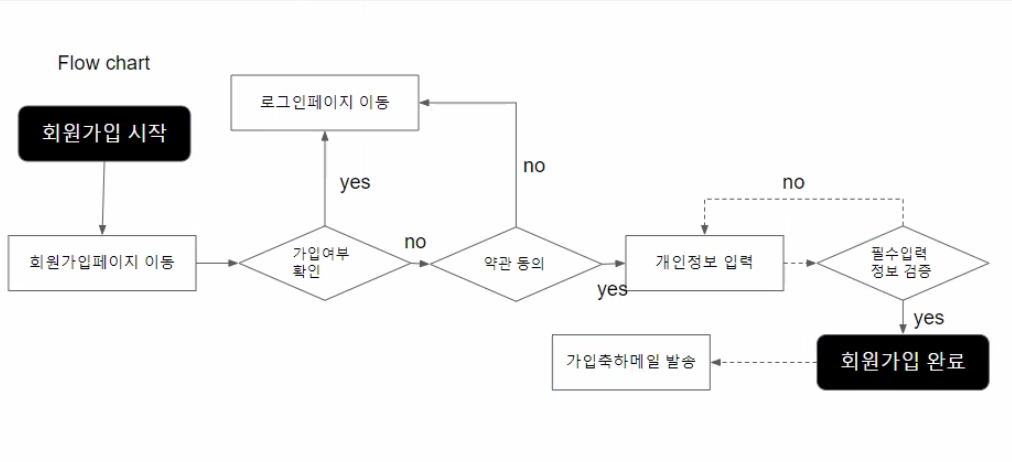 Flow chart
회원가입 시작
회원가입페이지 이동
로그인페이지 이동
yes
가입여부
확인
no
약관 동의
no
yes
개인정보 입력
no
필수입력
정보 검증
yes
회원가입 완료
가입축하메일 발송